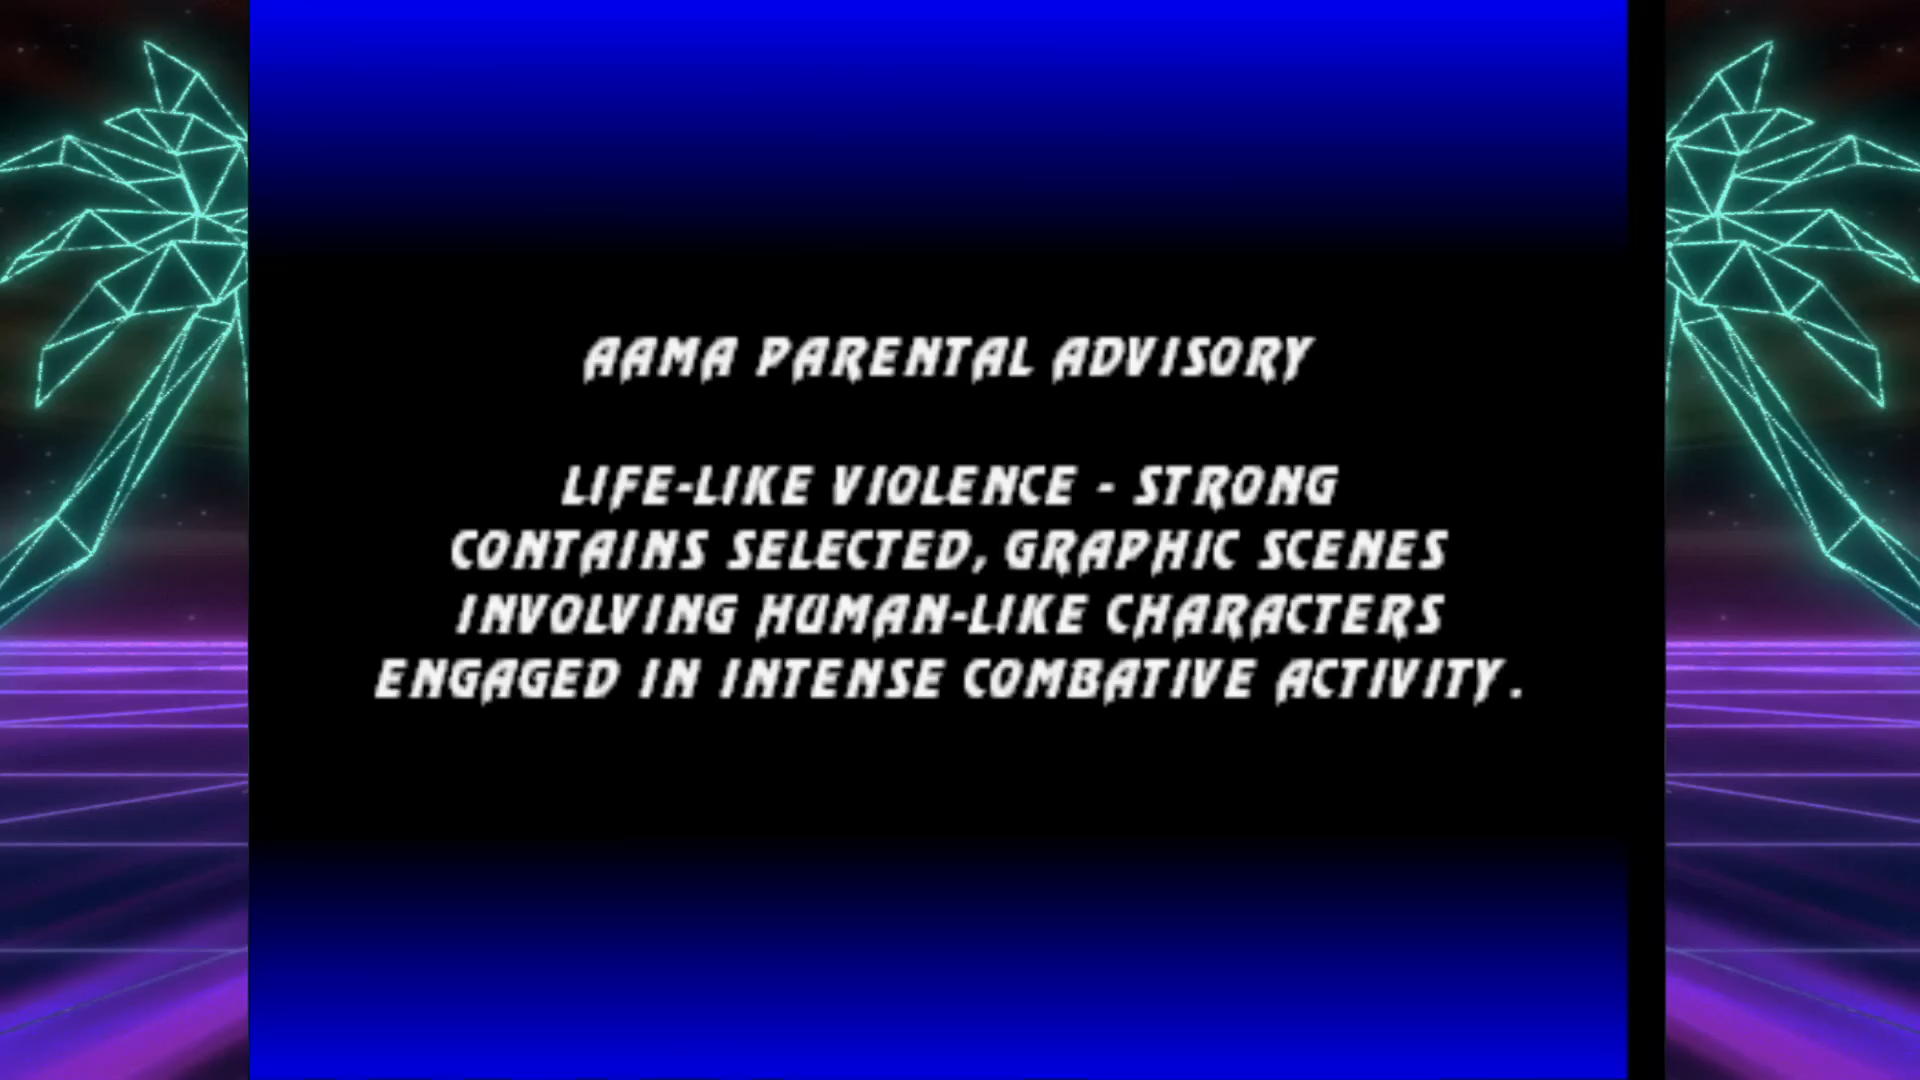 AAMA PARENTAL ADVISORY
LIFE-LIKE VIOLENCE - STRONG
CONTAINS SELECTED, GRAPHIC SCENES
INVOLVING HUMAN-LIKE CHARACTERS
ENGAGED IN INTENSE COMBATIVE ACTIVITY.